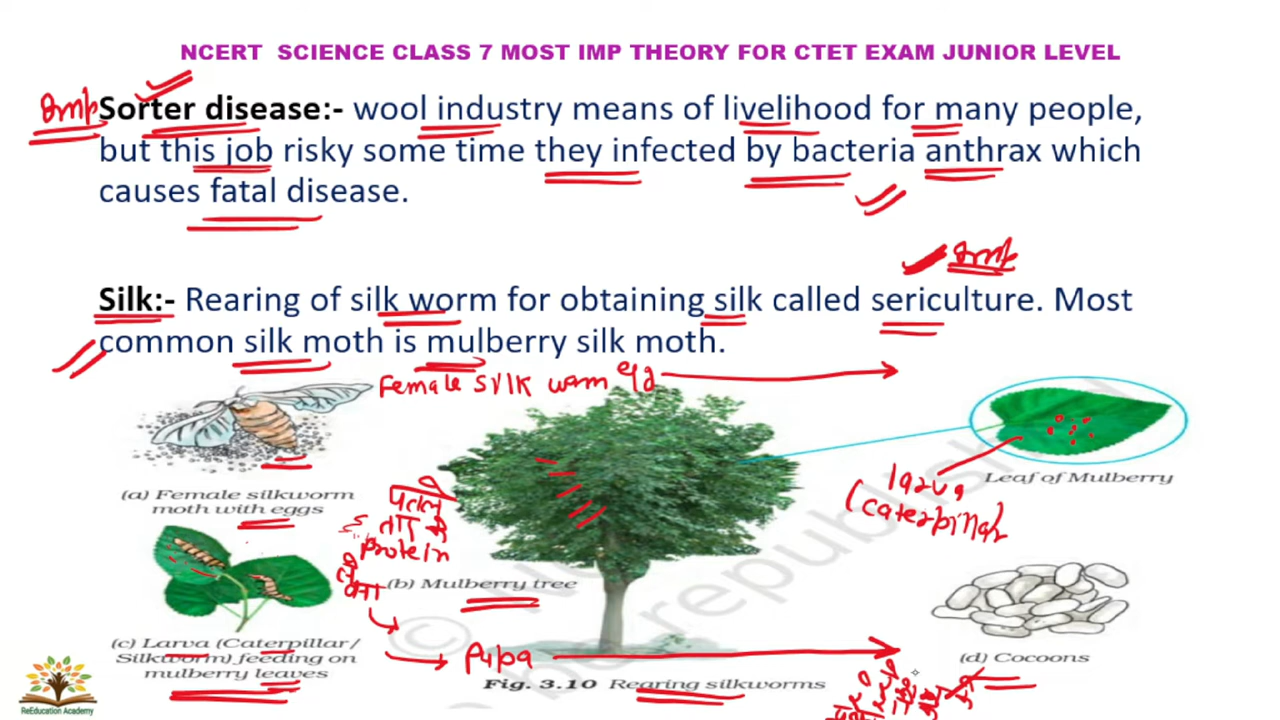 NCERT SCIENCE CLASS 7 MOST IMP THEORY FOR CTET EXAM JUNIOR LEVEL
Imp
Sorter disease:- wool industry means of livelihood for many people,
but this job risky some time they infected by bacteria anthrax which
causes fatal disease.
Imp
Silk:- Rearing of silk worm for obtaining silk called sericulture. Most
common silk moth is mulberry silk moth.
Female silk warm egg
(a) Female silkworm
moth with eggs
Leaf of Mulberry
larva
(caterpillar
protein
(b) Mulberry tree
(c) Larva (Caterpillar/
Silkworm) feeding on
mulberry leaves
Pupa
(d) Cocoons
Fig. 3.10 Rearing silkworms
ReEducation Academy
be republish